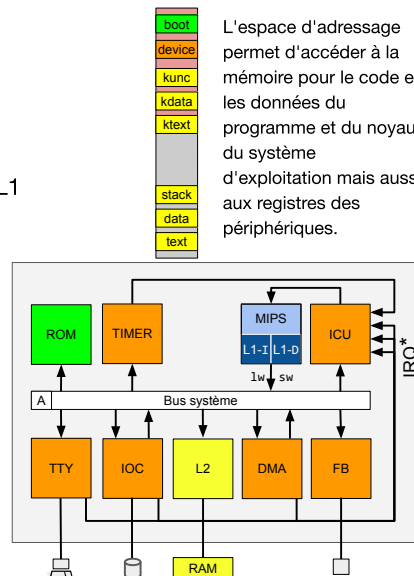 boot
device
kunc
kdata
ktext
stack
data
text
L'espace d'adressage
permet d'accéder à la
mémoire pour le code e
les données du
programme et du noyau
du système
d'exploitation mais auss
aux registres des
périphériques.
L1
ROM
TIMER
MIPS
L1-I L1-D
ICU
lw sw
IRQ*
A
Bus système
TTY
IOC
L2
DMA
FB
RAM